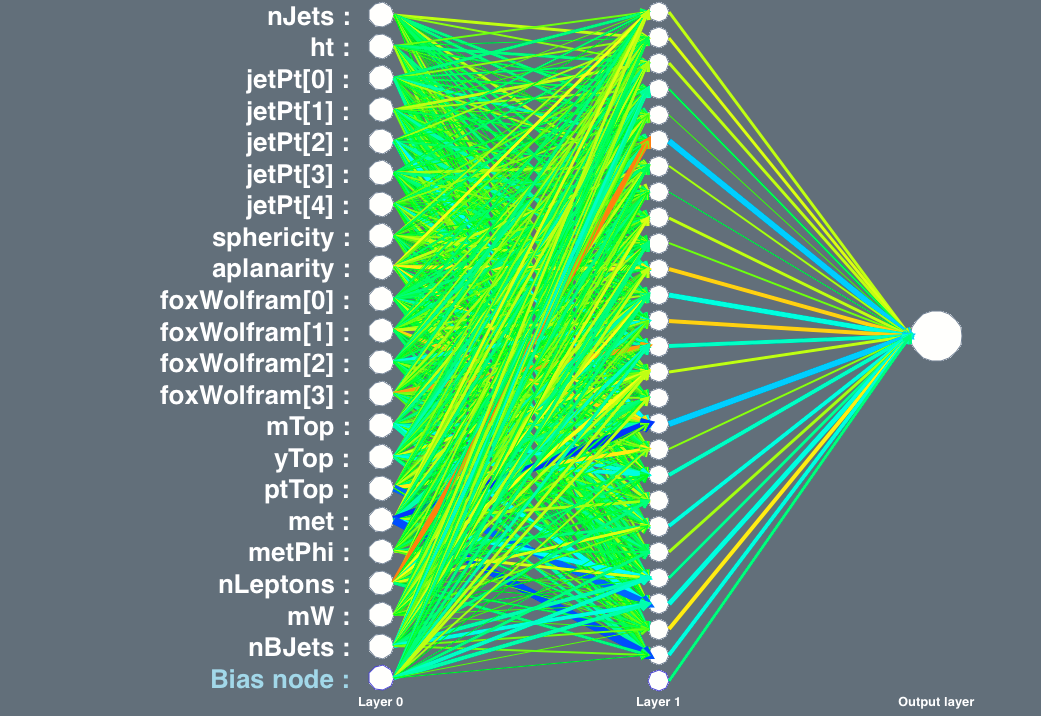 nJets :
ht :
jetPt[0] :
jetPt[1] :
jetPt[2] :
jetPt[3] :
jetPt[4] :
sphericity :
aplanarity :
foxWolfram[0] :
foxWolfram[1] :
foxWolfram[2] :
foxWolfram[3] :
mTop :
yTop :
ptTop :
met :
metPhi :
nLeptons :
mW :
nBJets :
Bias node :
Layer 0 Layer 1 Output layer